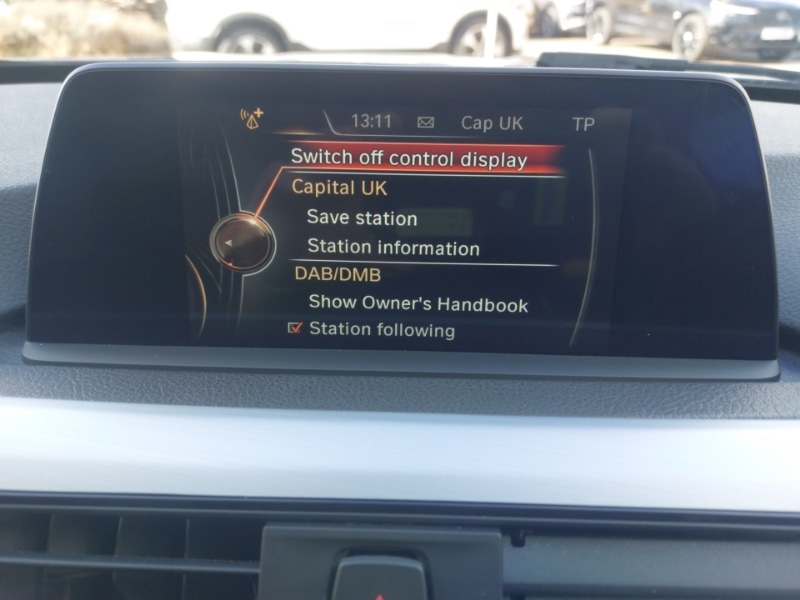 13:11 Cap UK TP
Switch off control display
Capital UK
Save station
Station information
DAB/DMB
Show Owner's Handbook
Station following